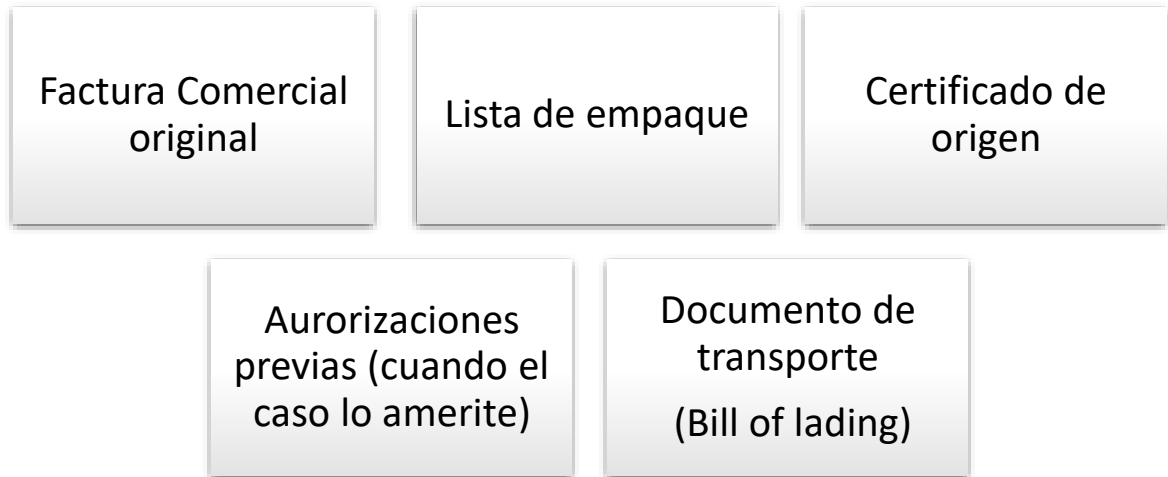 Factura Comercial
original
Lista de empaque
Certificado de
origen
Aurorizaciones
previas (cuando el
caso lo amerite)
Documento de
transporte
(Bill of lading)